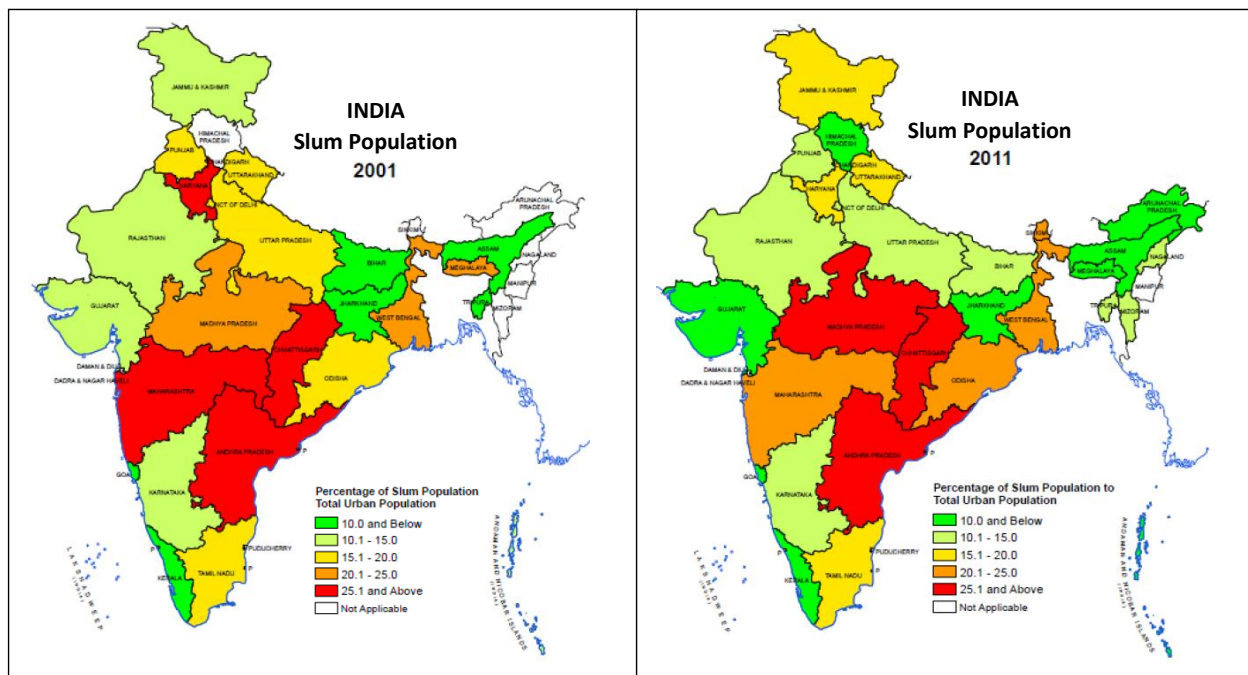 INDIA
Slum Population
2001
JAMMU & KASHMIR
HIMACHAL
PRADESH
PUNJAB
CHANDIGARH
UTTARAKHAND
HARYANA
NCT OF DELHI
RAJASTHAN
UTTAR PRADESH
SIKKIM
ARUNACHAL
PRADESH
ASSAM
NAGALAND
BIHAR
MEGHALAYA
MANIPUR
GUJARAT
JHARKHAND
TRIPURA
MIZORAM
MADHYA PRADESH
WEST BENGAL
CHHATTISGARH
ODISHA
DAMAN & DIU
DADRA & NAGAR HAVELI
MAHARASHTRA
ANDHRA PRADESH
P
GOA
KARNATAKA
Percentage of Slum Population
Total Urban Population
10.0 and Below
10.1 - 15.0
15.1 - 20.0
20.1 - 25.0
25.1 and Above
Not Applicable
P
PUDUCHERRY
P
KERALA
TAMIL NADU
LAKSHADWEEP
(INDIA)
ANDAMAN AND NICOBAR ISLANDS
(INDIA)
INDIA
Slum Population
2011
JAMMU & KASHMIR
HIMACHAL
PRADESH
PUNJAB
CHANDIGARH
UTTARAKHAND
HARYANA
NCT OF DELHI
RAJASTHAN
UTTAR PRADESH
SIKKIM
ARUNACHAL
PRADESH
ASSAM
NAGALAND
BIHAR
MEGHALAYA
MANIPUR
GUJARAT
JHARKHAND
TRIPURA
MIZORAM
MADHYA PRADESH
WEST BENGAL
CHHATTISGARH
ODISHA
DAMAN & DIU
DADRA & NAGAR HAVELI
MAHARASHTRA
ANDHRA PRADESH
P
GOA
KARNATAKA
Percentage of Slum Population to
Total Urban Population
10.0 and Below
10.1 - 15.0
15.1 - 20.0
20.1 - 25.0
25.1 and Above
Not Applicable
P
PUDUCHERRY
P
KERALA
TAMIL NADU
LAKSHADWEEP
(INDIA)
ANDAMAN AND NICOBAR ISLANDS
(INDIA)